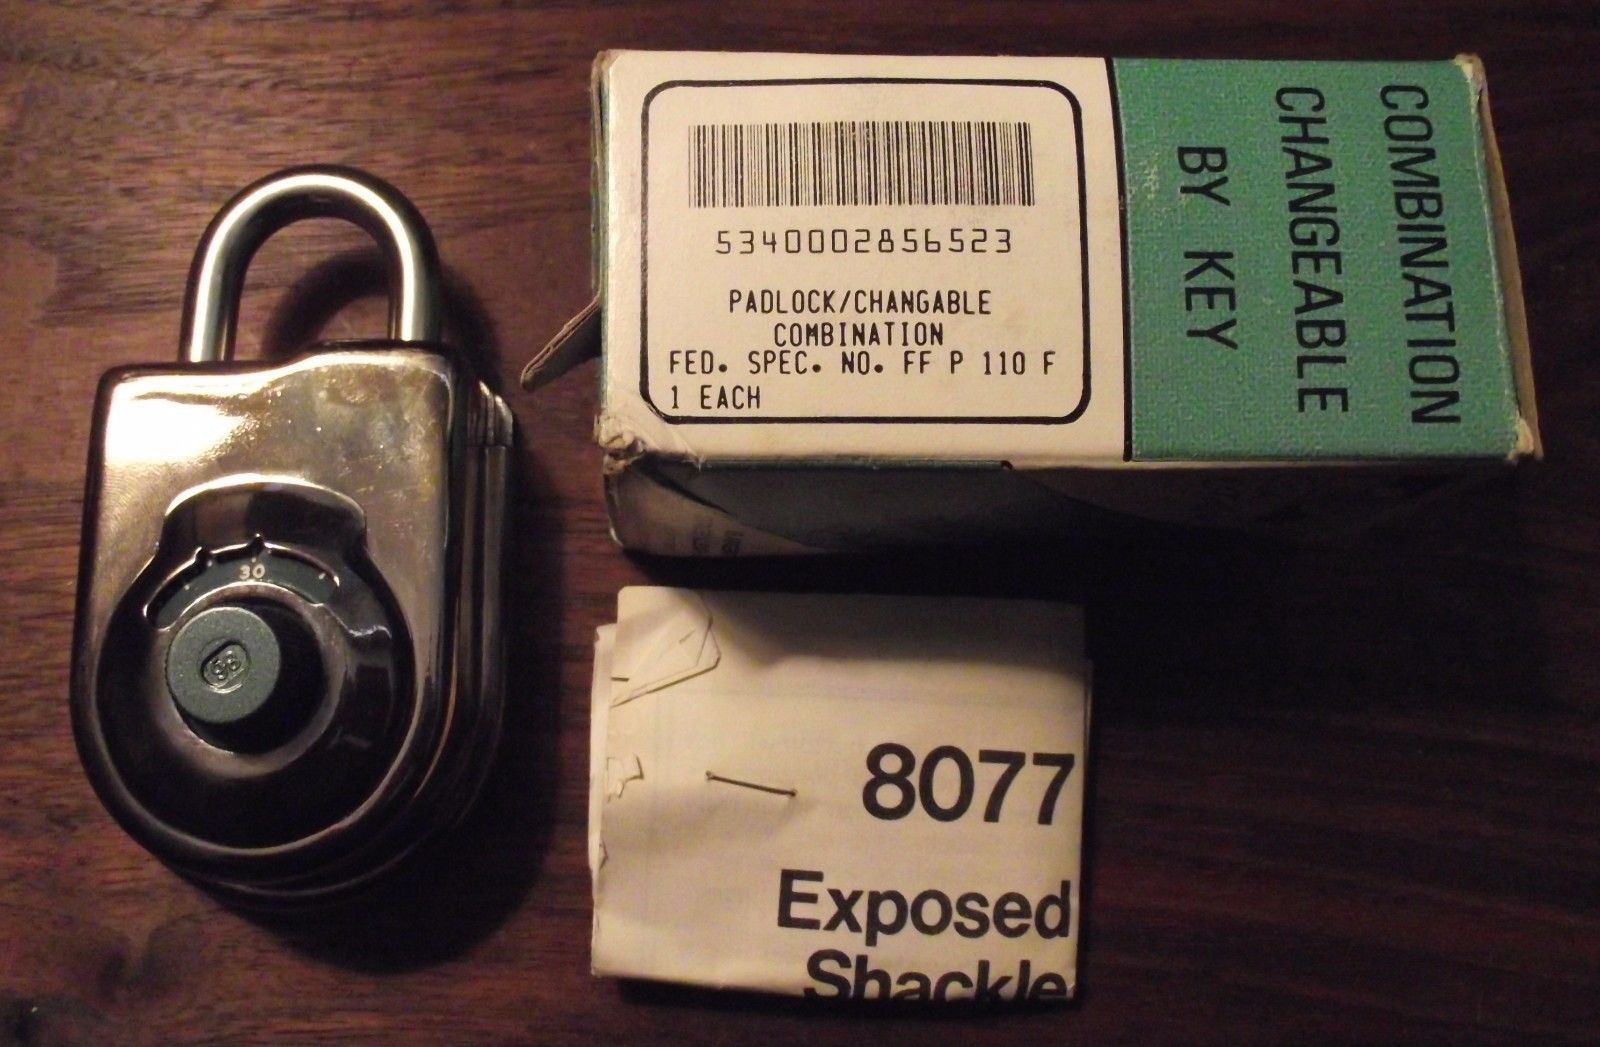 5340002856523
PADLOCK/CHANGABLE
COMBINATION
FED. SPEC. NO. FF P 110 F
1 EACH
COMBINATION
CHANGEABLE
BY KEY
30
8077
Exposed
Shackle